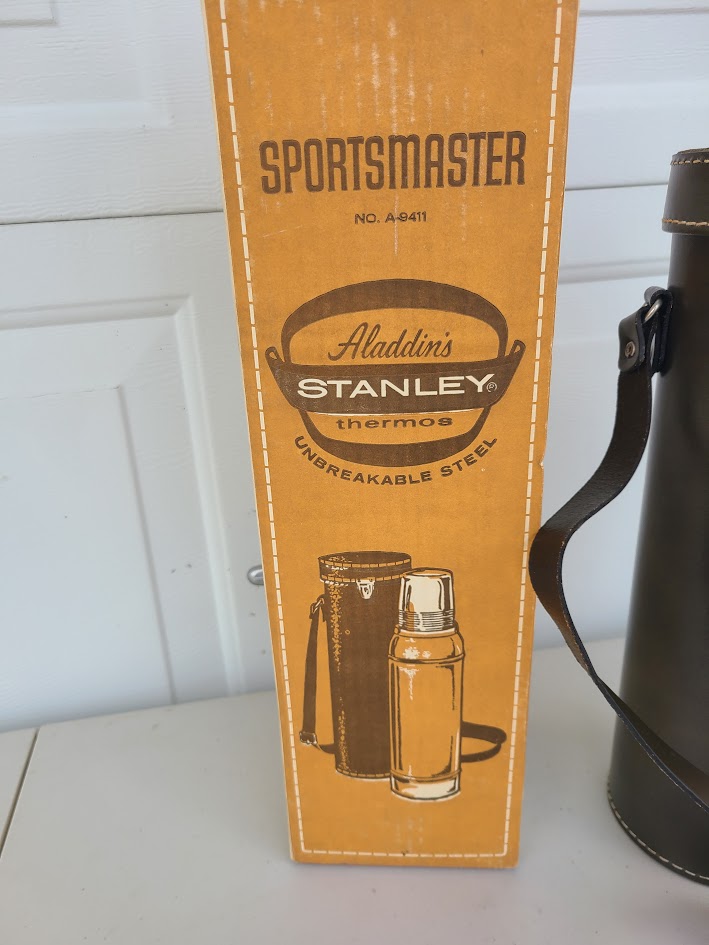 SPORTSMASTER
NO. A-9411
Aladdin's
STANLEY®
thermos
UNBREAKABLE STEEL